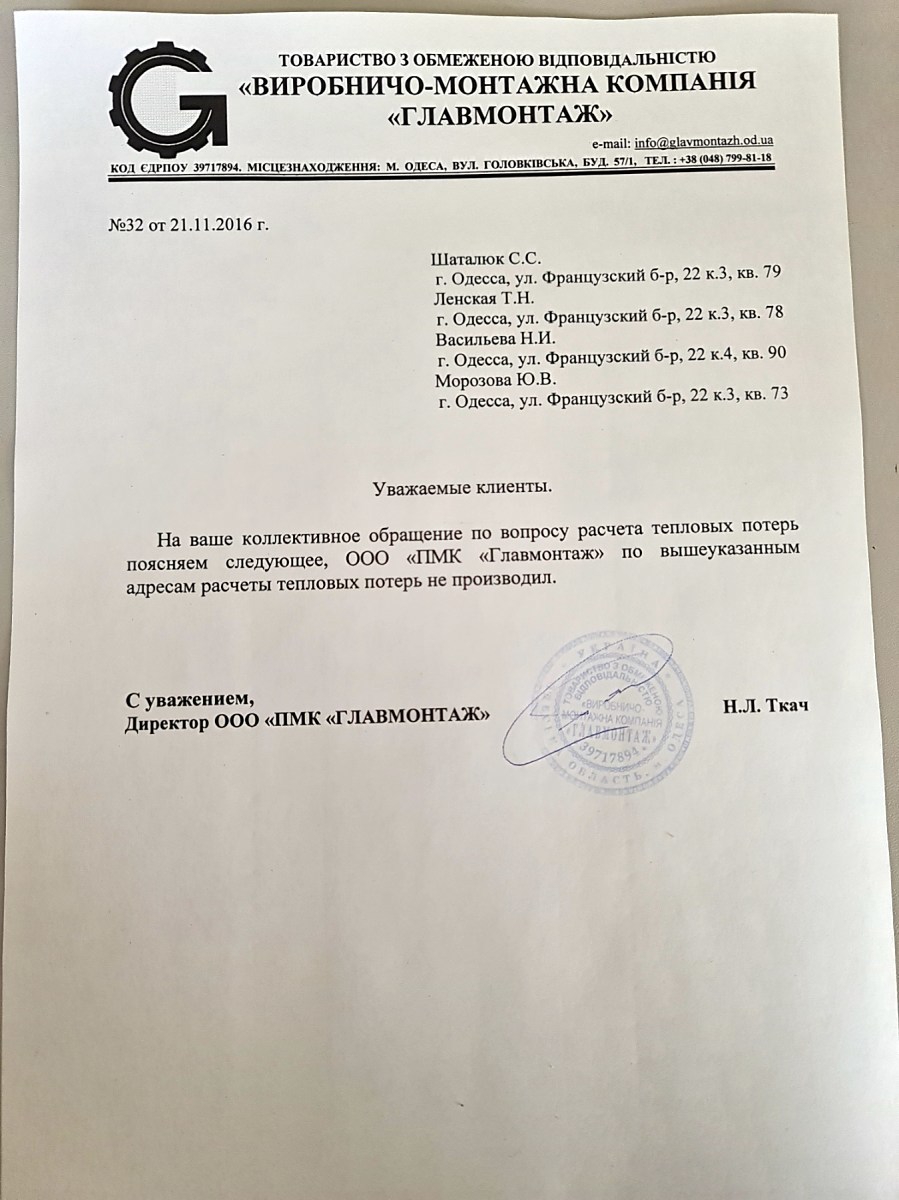 ТОВАРИСТВО З ОБМЕЖЕНОЮ ВІДПОВІДАЛЬНІСТЮ
«ВИРОБНИЧО-МОНТАЖНА КОМПАНІЯ
«ГЛАВМОНТАЖ»
e-mail: info@glavmontazh.od.ua
КОД ЄДРПОУ 39717894. МІСЦЕЗНАХОДЖЕННЯ: М. ОДЕСА, ВУЛ. ГОЛОВКІВСЬКА, БУД. 57/1, ТЕЛ. : +38 (048) 799-81-18
№32 от 21.11.2016 г.
Шаталюк С.С.
г. Одесса, ул. Французский б-р, 22 к.3, кв. 79
Ленская Т.Н.
г. Одесса, ул. Французский б-р, 22 к.3, кв. 78
Васильева Н.И.
г. Одесса, ул. Французский б-р, 22 к.4, кв. 90
Морозова Ю.В.
г. Одесса, ул. Французский б-р, 22 к.3, кв. 73
Уважаемые клиенты.
На ваше коллективное обращение по вопросу расчета тепловых потерь
поясняем следующее, ООО «ПМК «Главмонтаж» по вышеуказанным
адресам расчеты тепловых потерь не производил.
С уважением,
Директор ООО «ПМК «ГЛАВМОНТАЖ»
Н.Л. Ткач
УКРАЇНА
ТОВАРИСТВО З ОБМЕЖЕНОЮ
ВІДПОВІДАЛЬНІСТЮ
«ВИРОБНИЧО-
МОНТАЖНА КОМПАНІЯ
«ГЛАВМОНТАЖ»
39717894
ОБЛАСТЬ, м. ОДЕСА